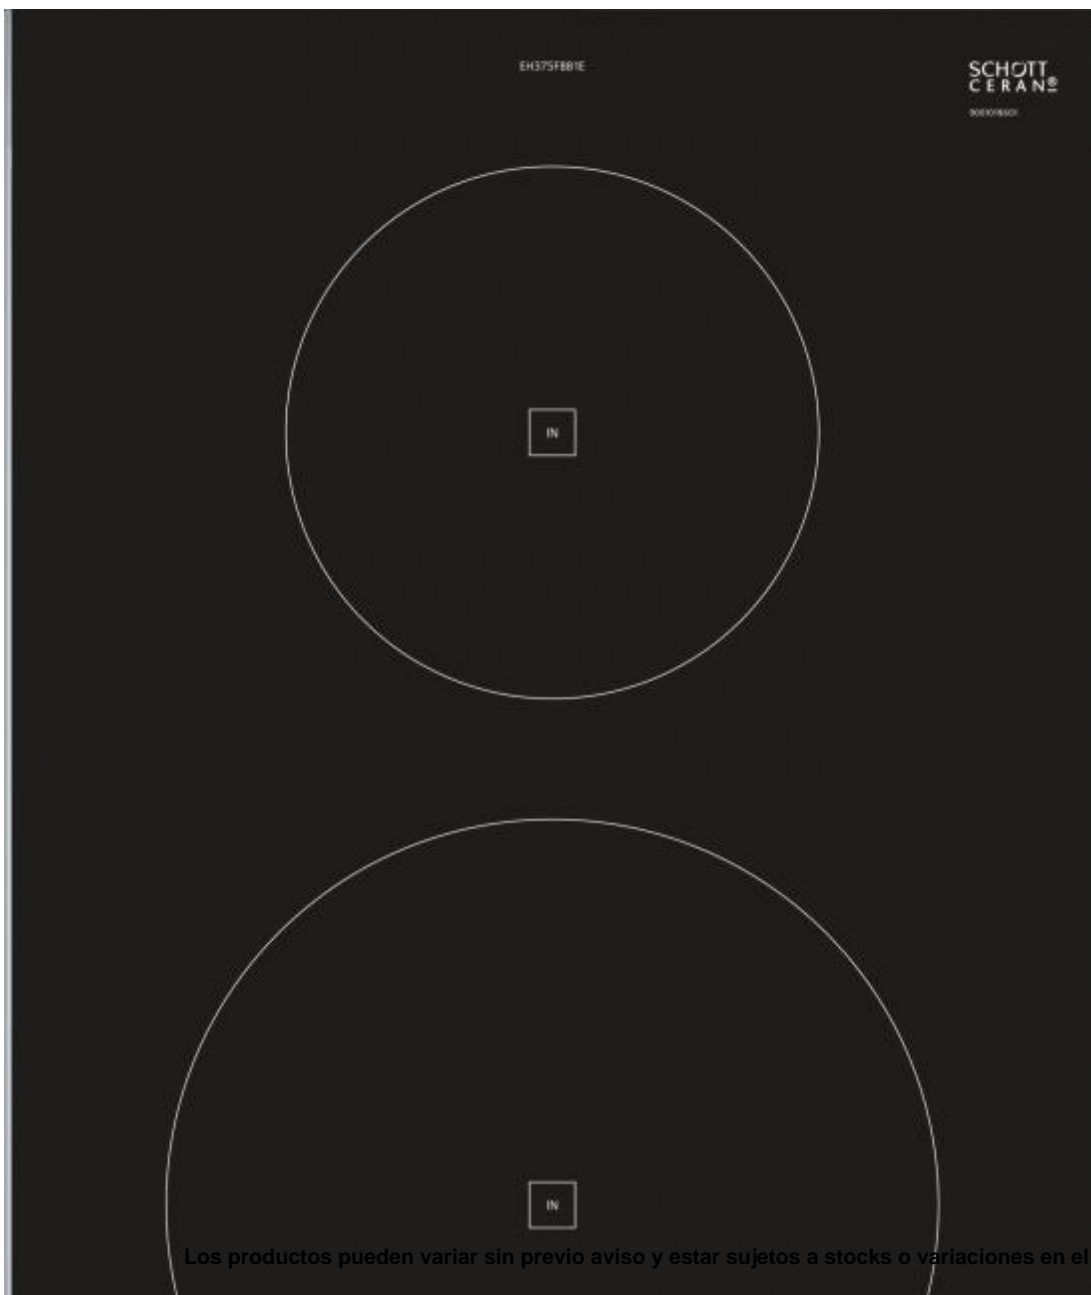 EH375FBB1E
SCHOTT
CERAN®
IN
IN
Los productos pueden variar sin previo aviso y estar sujetos a stocks o variaciones en el